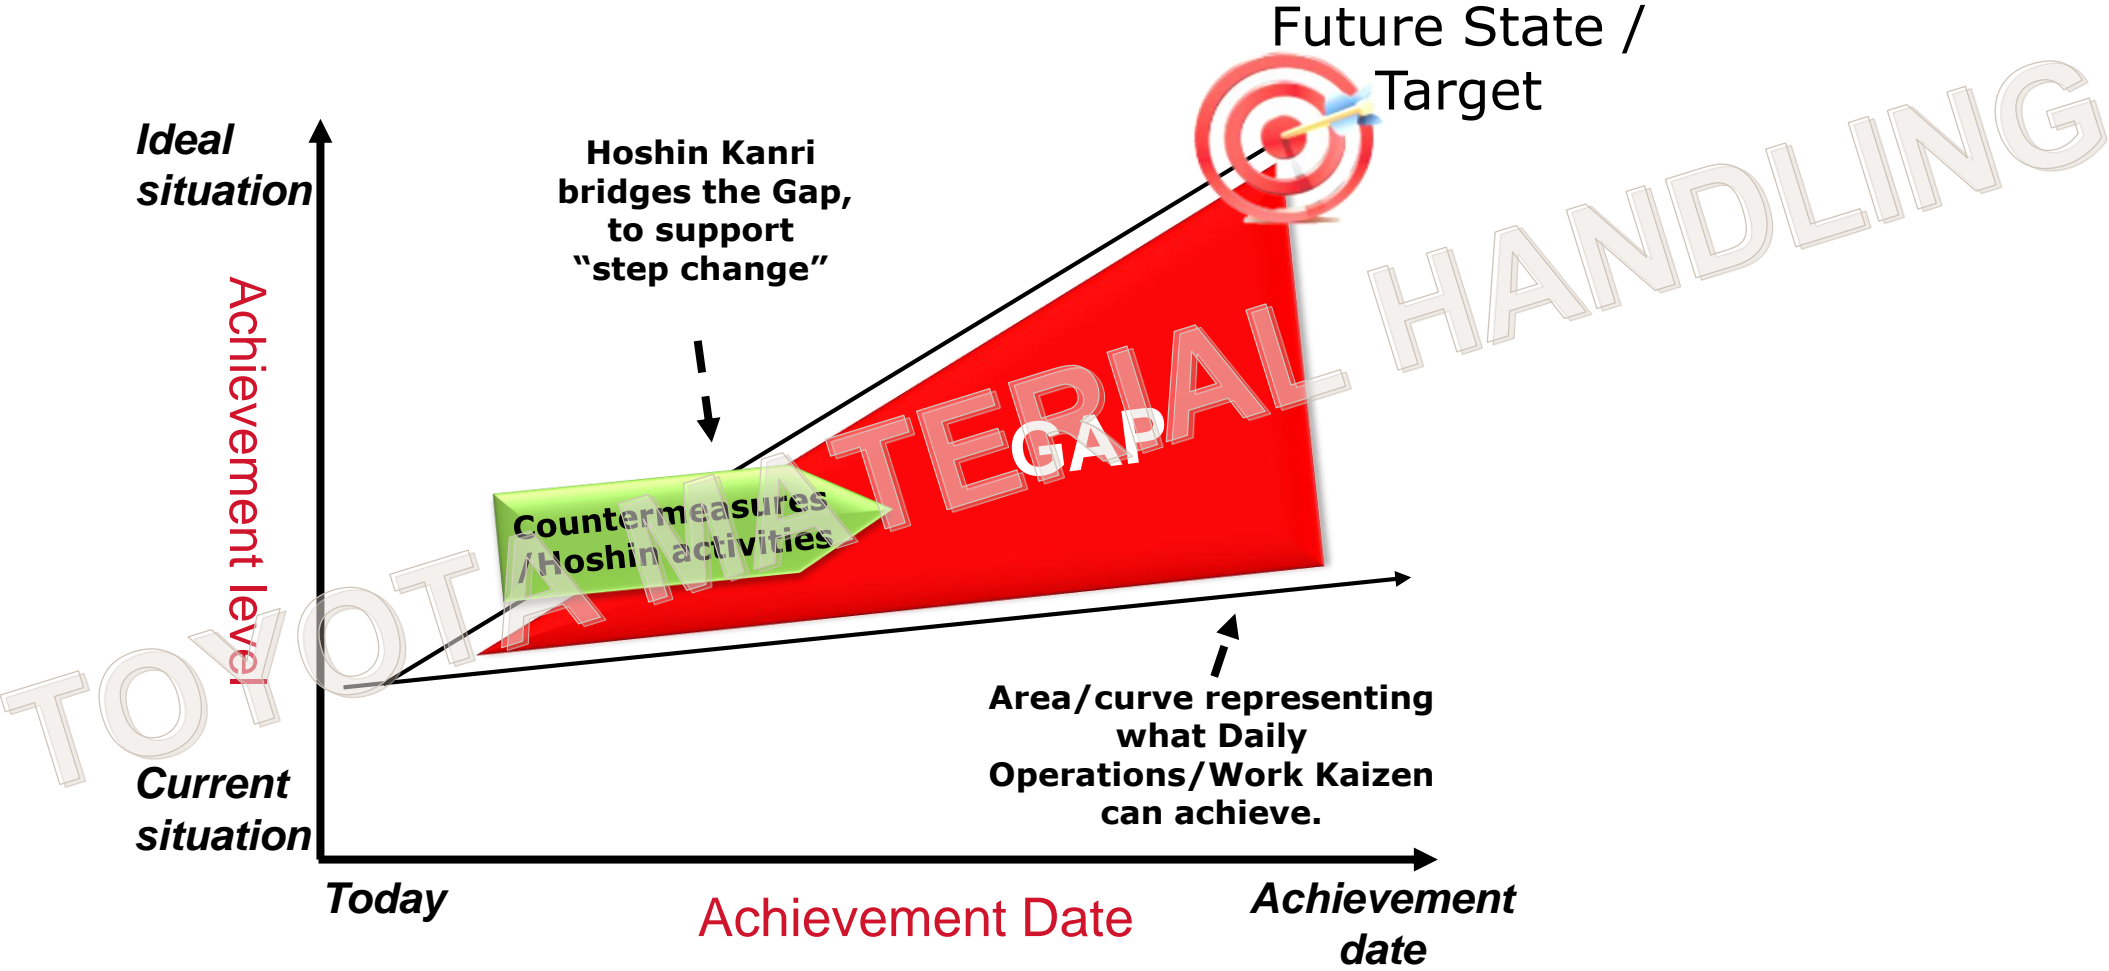 Future State /
Target
Ideal
situation
Hoshin Kanri
bridges the Gap,
to support
“step change”
Achievement level
GAP
Countermeasures
/Hoshin activities
TOYOTA MATERIAL HANDLING
Area/curve representing
what Daily
Operations/Work Kaizen
can achieve.
Current
situation
Today
Achievement Date
Achievement
date